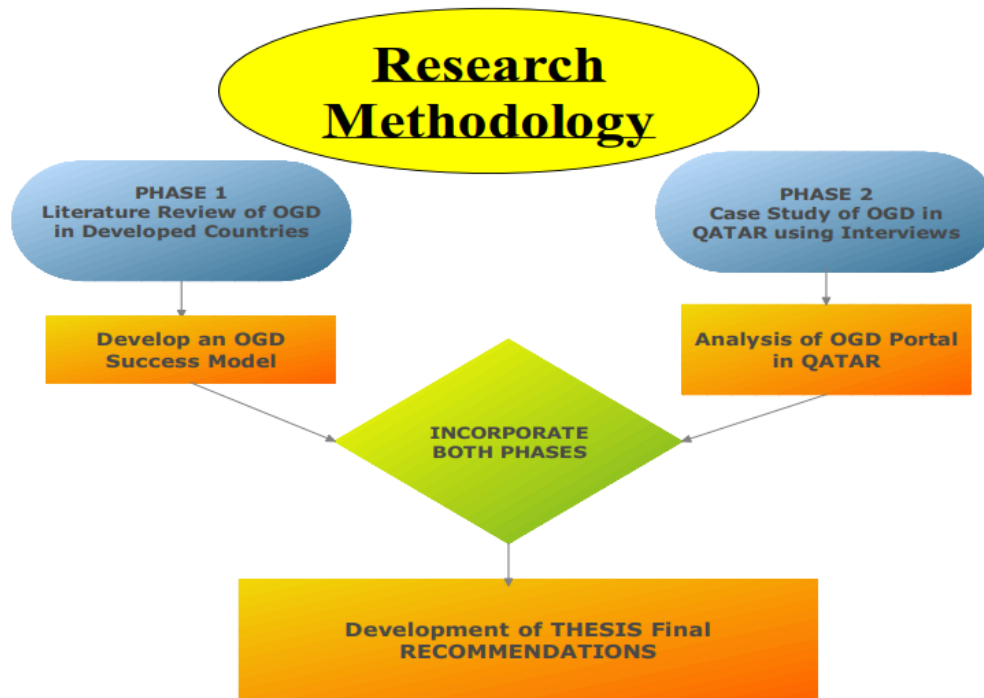 Research
Methodology
PHASE 1
Literature Review of OGD
in Developed Countries
PHASE 2
Case Study of OGD in
QATAR using Interviews
Develop an OGD
Success Model
Analysis of OGD Portal
in QATAR
INCORPORATE
BOTH PHASES
Development of THESIS Final
RECOMMENDATIONS